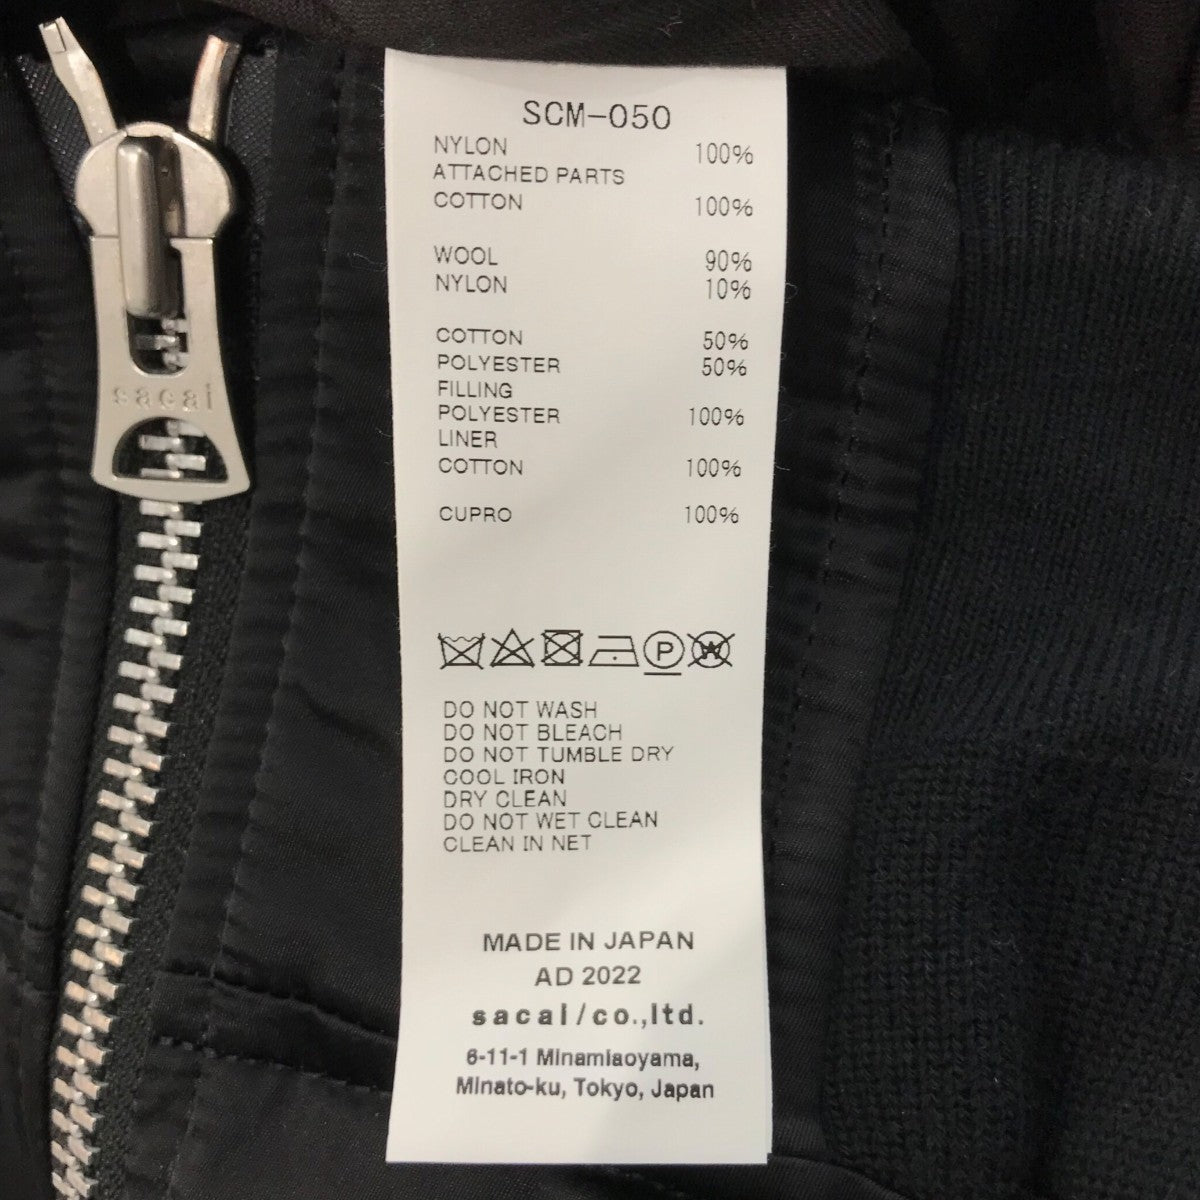 SCM-050
NYLON 100%
ATTACHED PARTS
COTTON 100%
WOOL 90%
NYLON 10%
COTTON 50%
POLYESTER 50%
FILLING
POLYESTER 100%
LINER
COTTON 100%
CUPRO 100%
P W
DO NOT WASH
DO NOT BLEACH
DO NOT TUMBLE DRY
COOL IRON
DRY CLEAN
DO NOT WET CLEAN
CLEAN IN NET
MADE IN JAPAN
AD 2022
sacai/co.,ltd.
6-11-1 Minamiaoyama,
Minato-ku, Tokyo, Japan
sacai